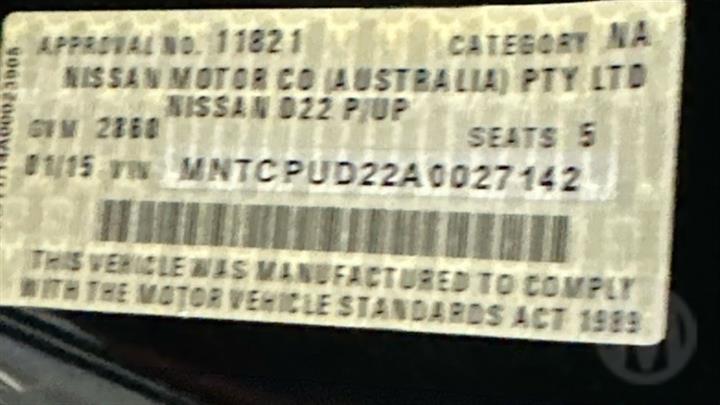 APPROVAL NO. 11821 CATEGORY NA
NISSAN MOTOR CO (AUSTRALIA) PTY LTD
NISSAN D22 P/UP
GVM 2860 SEATS 5
01/15 VIN MNTCPUD22A0027142
THIS VEHICLE WAS MANUFACTURED TO COMPLY
WITH THE MOTOR VEHICLE STANDARDS ACT 1989
M